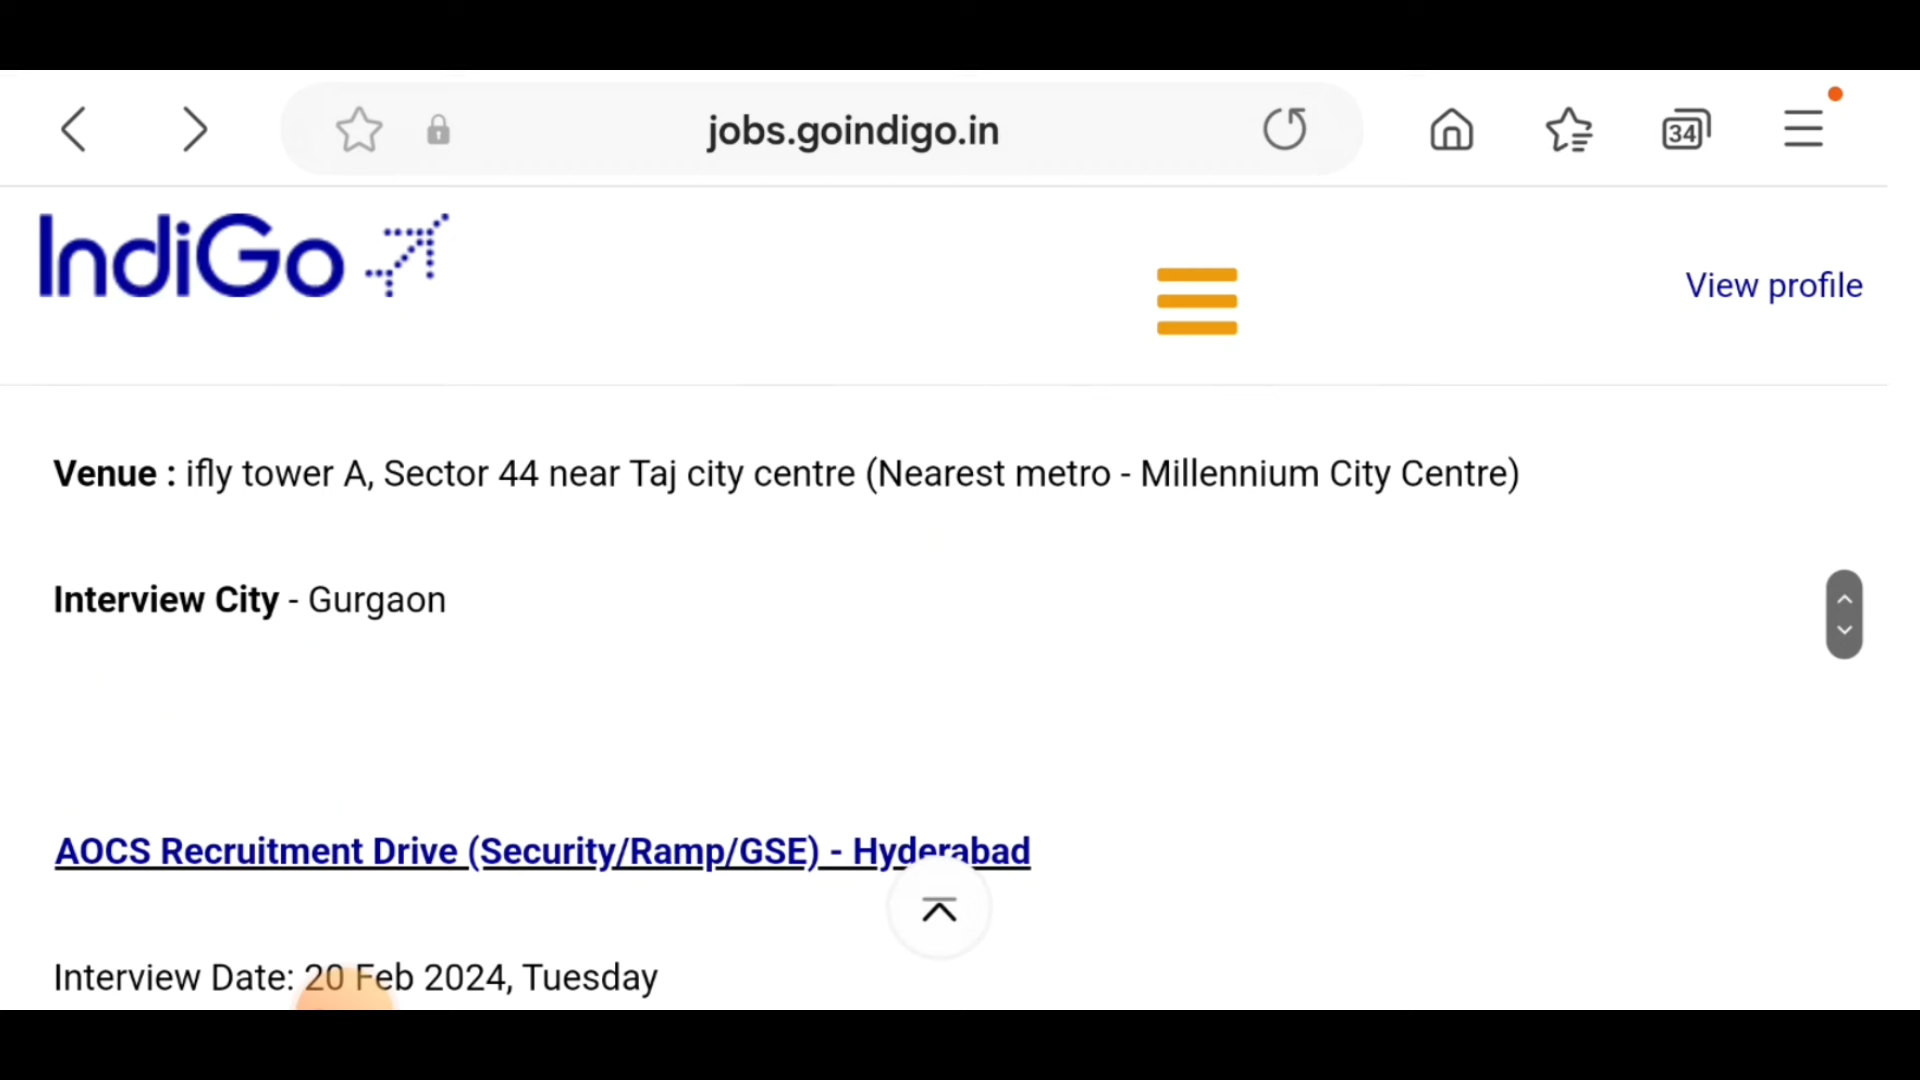 jobs.goindigo.in
34
IndiGo
View profile
Venue : ifly tower A, Sector 44 near Taj city centre (Nearest metro - Millennium City Centre)
Interview City - Gurgaon
AOCS Recruitment Drive (Security/Ramp/GSE) - Hyderabad
Interview Date: 20 Feb 2024, Tuesday